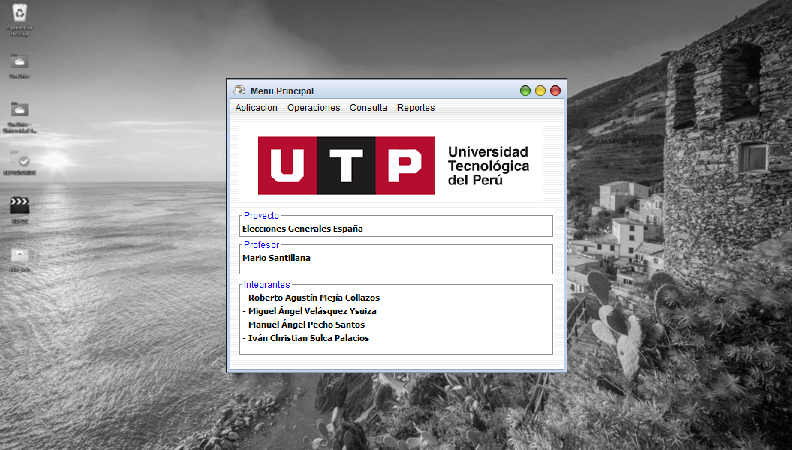 Menu Principal
Aplicacion Operaciones Consulta Reportes
UTP
Universidad
Tecnológica
del Perú
Proyecto
Elecciones Generales España
Profesor
Mario Santillana
Integrantes
- Roberto Agustín Mejía Collazos
- Miguel Ángel Velásquez Ysuiza
- Manuel Ángel Pecho Santos
- Iván Christian Sulca Palacios